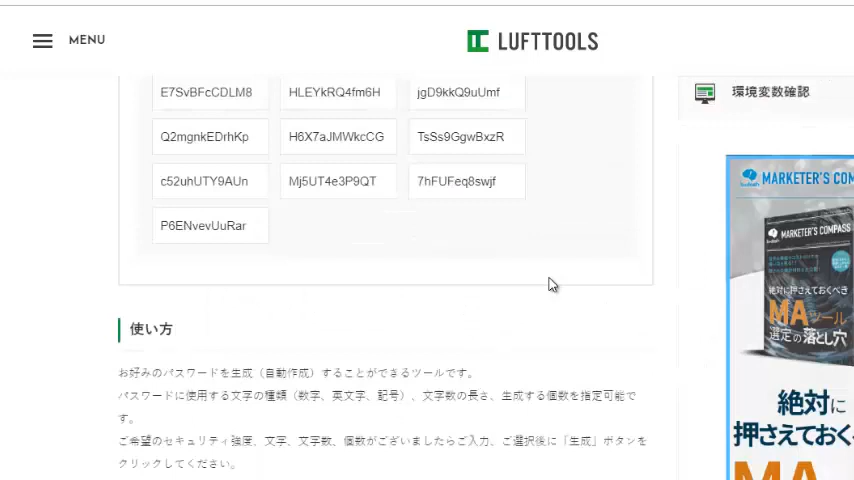 MENU
LUFTTOOLS
E7SvBFcCDLM8 HLEYkRQ4fm6H jgD9kkQ9uUmf
Q2mgnkEDrhKp H6X7aJMWkcCG TsSs9GgwBxzR
c52uhUTY9AUn Mj5UT4e3P9QT 7hFUFeq8swjf
P6ENvevUuRar
使い方
お好みのパスワードを生成（自動作成）することができるツールです。
パスワードに使用する文字の種類（数字、英文字、記号）、文字数の長さ、生成する個数を指定可能で
す。
ご希望のセキュリティ強度、文字、文字数、個数がございましたらご入力、ご選択後に「生成」ボタンを
クリックしてください。
環境変数確認
MARKETER'S COM
MARKETER'S COMPASS
絶対に押さえておくべき
MAツール
選定の落とし穴
絶対に
押さえておく
MA